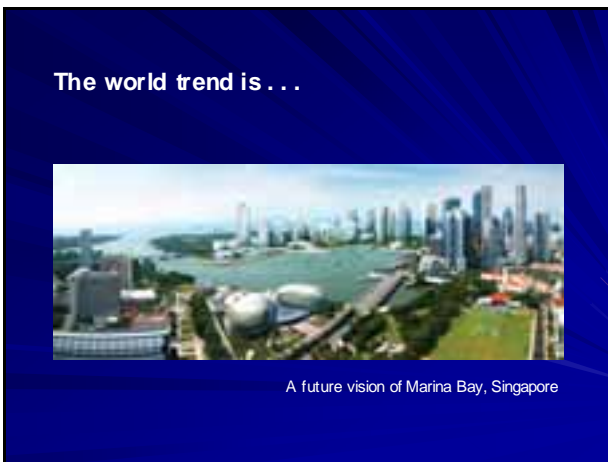 The world trend is . . .
A future vision of Marina Bay, Singapore